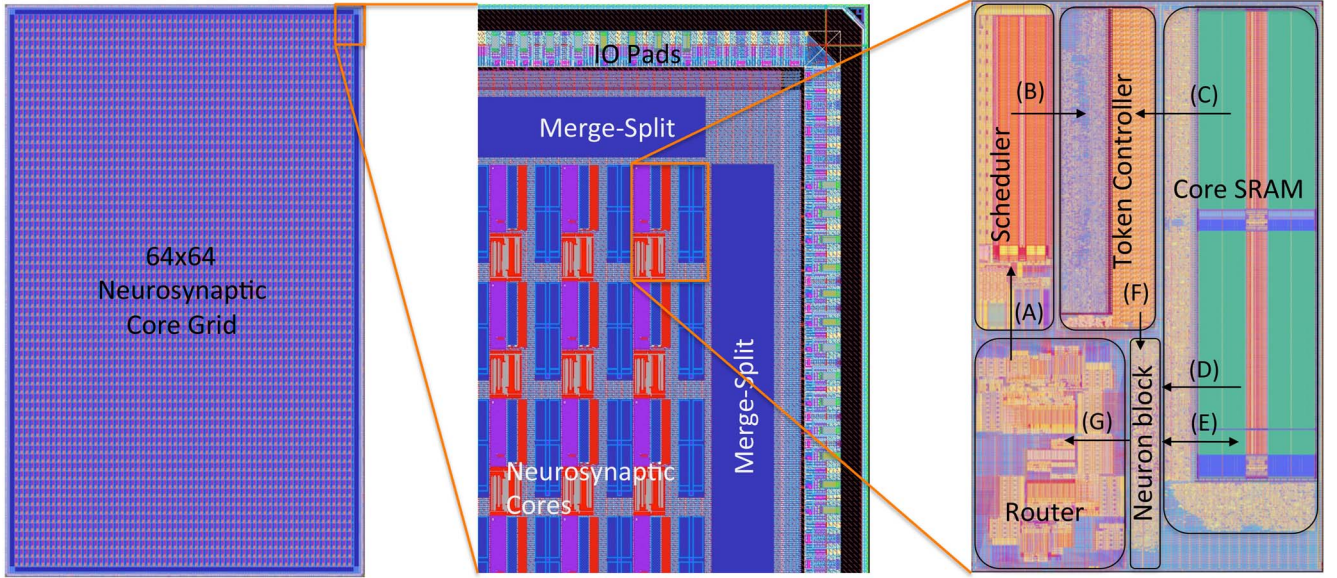 64x64
Neurosynaptic
Core Grid
IO Pads
Merge-Split
Merge-Split
Neurosynaptic
Cores
Scheduler
(B)
Token Controller
(C)
Core SRAM
(A)
(F)
(D)
(E)
(G)
Neuron block
Router